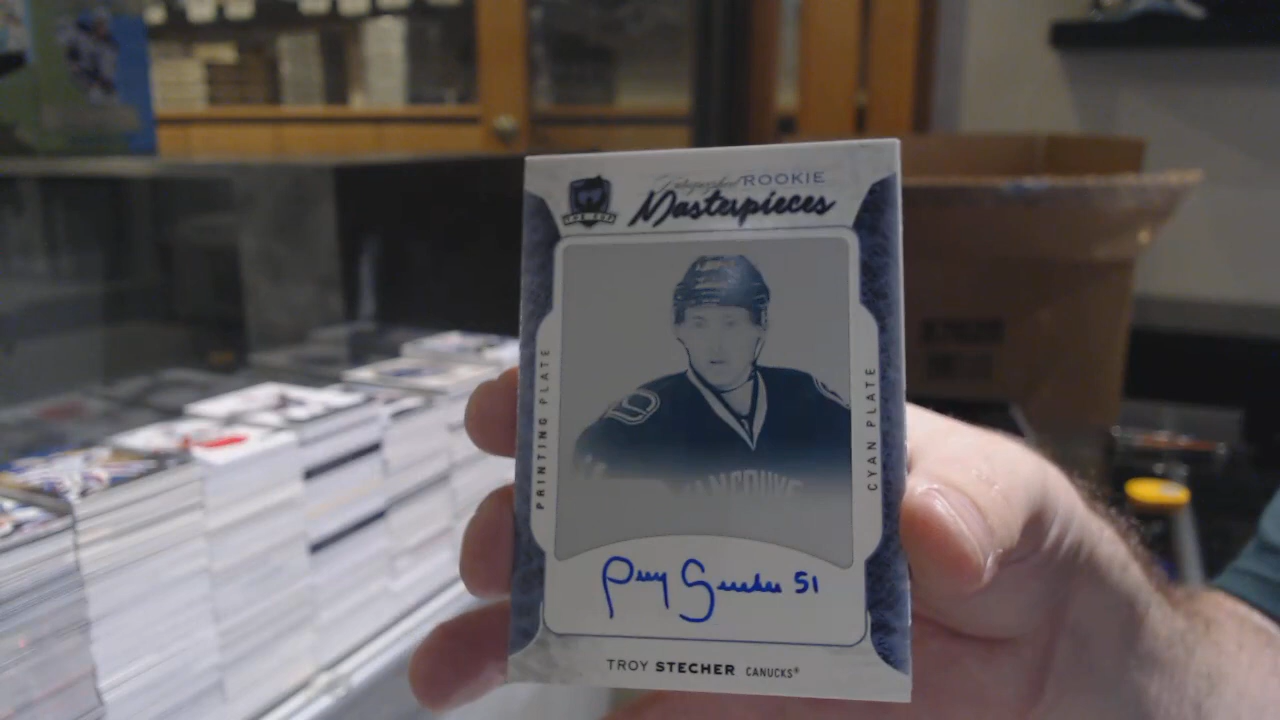 Autographed ROOKIE
THE CUP
Masterpieces
PRINTING PLATE
CYAN PLATE
51
TROY STECHER CANUCKS®